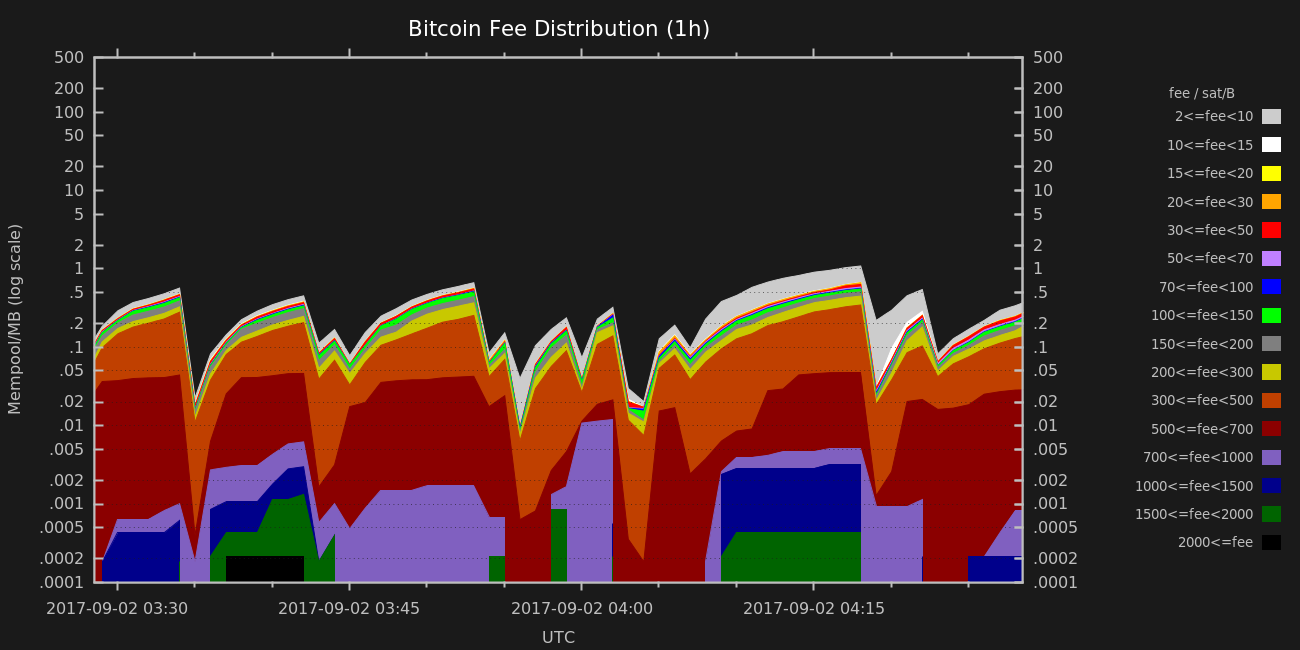 Bitcoin Fee Distribution (1h)
500
200
100
50
20
10
5
2
1
.5
.2
.1
.05
.02
.01
.005
.002
.001
.0005
.0002
.0001
Mempool/MB (log scale)
500
200
100
50
20
10
5
2
1
.5
.2
.1
.05
.02
.01
.005
.002
.001
.0005
.0002
.0001
2017-09-02 03:30
2017-09-02 03:45
2017-09-02 04:00
2017-09-02 04:15
UTC
fee / sat/B
2<=fee<10
10<=fee<15
15<=fee<20
20<=fee<30
30<=fee<50
50<=fee<70
70<=fee<100
100<=fee<150
150<=fee<200
200<=fee<300
300<=fee<500
500<=fee<700
700<=fee<1000
1000<=fee<1500
1500<=fee<2000
2000<=fee